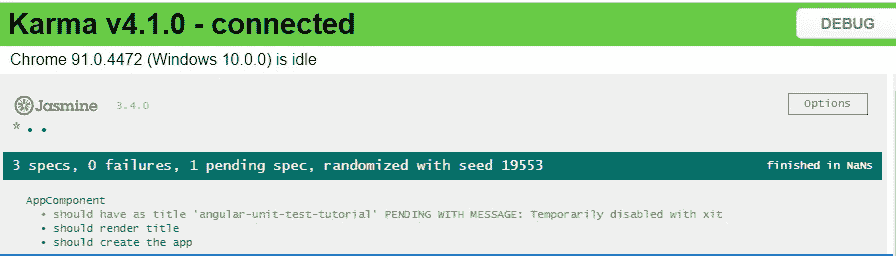 Karma v4.1.0 - connected
DEBUG
Chrome 91.0.4472 (Windows 10.0.0) is idle
Jasmine 3.4.0
Options
* • •
3 specs, 0 failures, 1 pending spec, randomized with seed 19553
finished in NaNs
AppComponent
• should have as title 'angular-unit-test-tutorial' PENDING WITH MESSAGE: Temporarily disabled with xit
• should render title
• should create the app